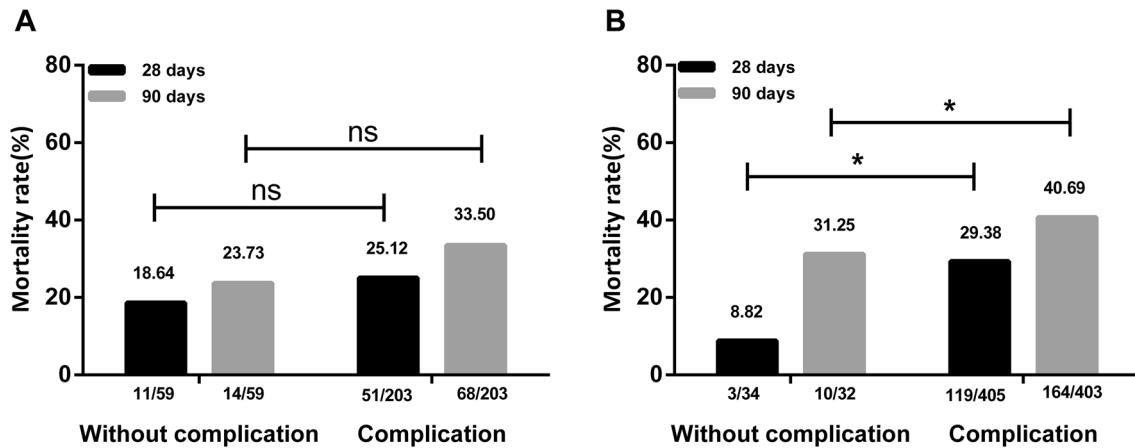 A
Mortality rate(%)
80
60
40
20
0
28 days
90 days
ns
ns
18.64
23.73
25.12
33.50
11/59
14/59
51/203
68/203
Without complication
Complication
B
Mortality rate(%)
80
60
40
20
0
28 days
90 days
*
*
8.82
31.25
29.38
40.69
3/34
10/32
119/405
164/403
Without complication
Complication